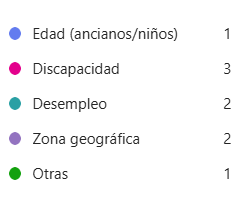 Edad (ancianos/niños) 1
Discapacidad 3
Desempleo 2
Zona geográfica 2
Otras 1